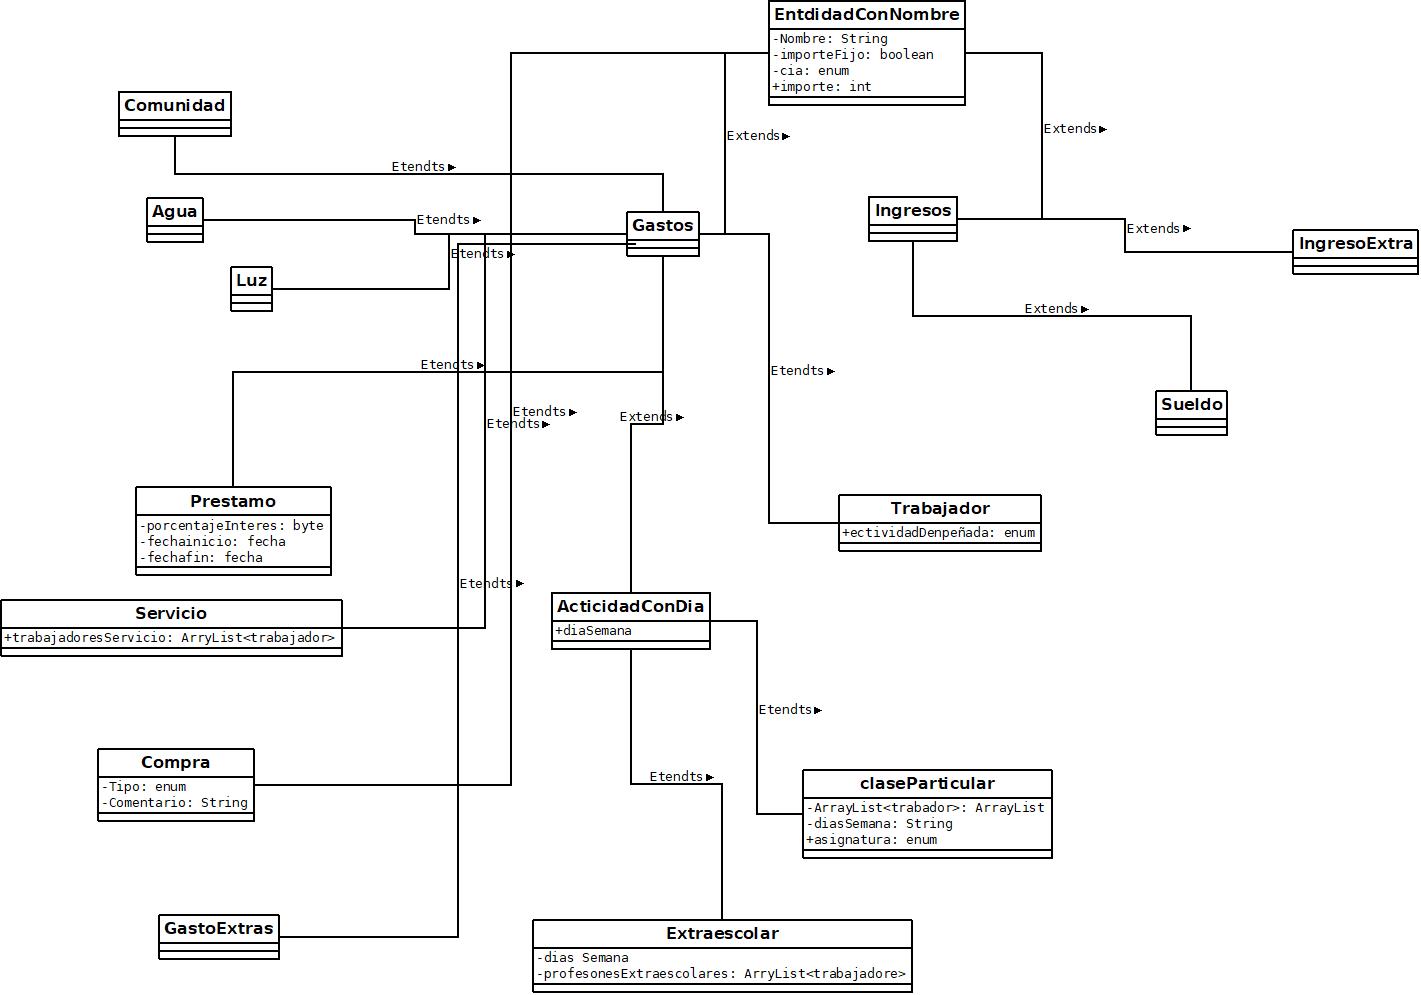 EntdidadConNombre
-Nombre: String
-importeFijo: boolean
-cia: enum
+importe: int
Comunidad
Extends
Extends
Etendts
Agua
Etendts
Gastos
Ingresos
Extends
IngresoExtra
Etendts
Luz
Extends
Etendts
Etendts
Sueldo
Etendts
Extends
Etendts
Prestamo
-porcentajeInteres: byte
-fechainicio: fecha
-fechafin: fecha
Trabajador
+ectividadDenpeñada: enum
Etendts
Servicio
+trabajadoresServicio: ArryList<trabajador>
ActicidadConDia
+diaSemana
Etendts
Compra
-Tipo: enum
-Comentario: String
Etendts
claseParticular
-ArrayList<trabador>: ArrayList
-diasSemana: String
+asignatura: enum
GastoExtras
Extraescolar
-dias Semana
-profesonesExtraescolares: ArryList<trabajadore>